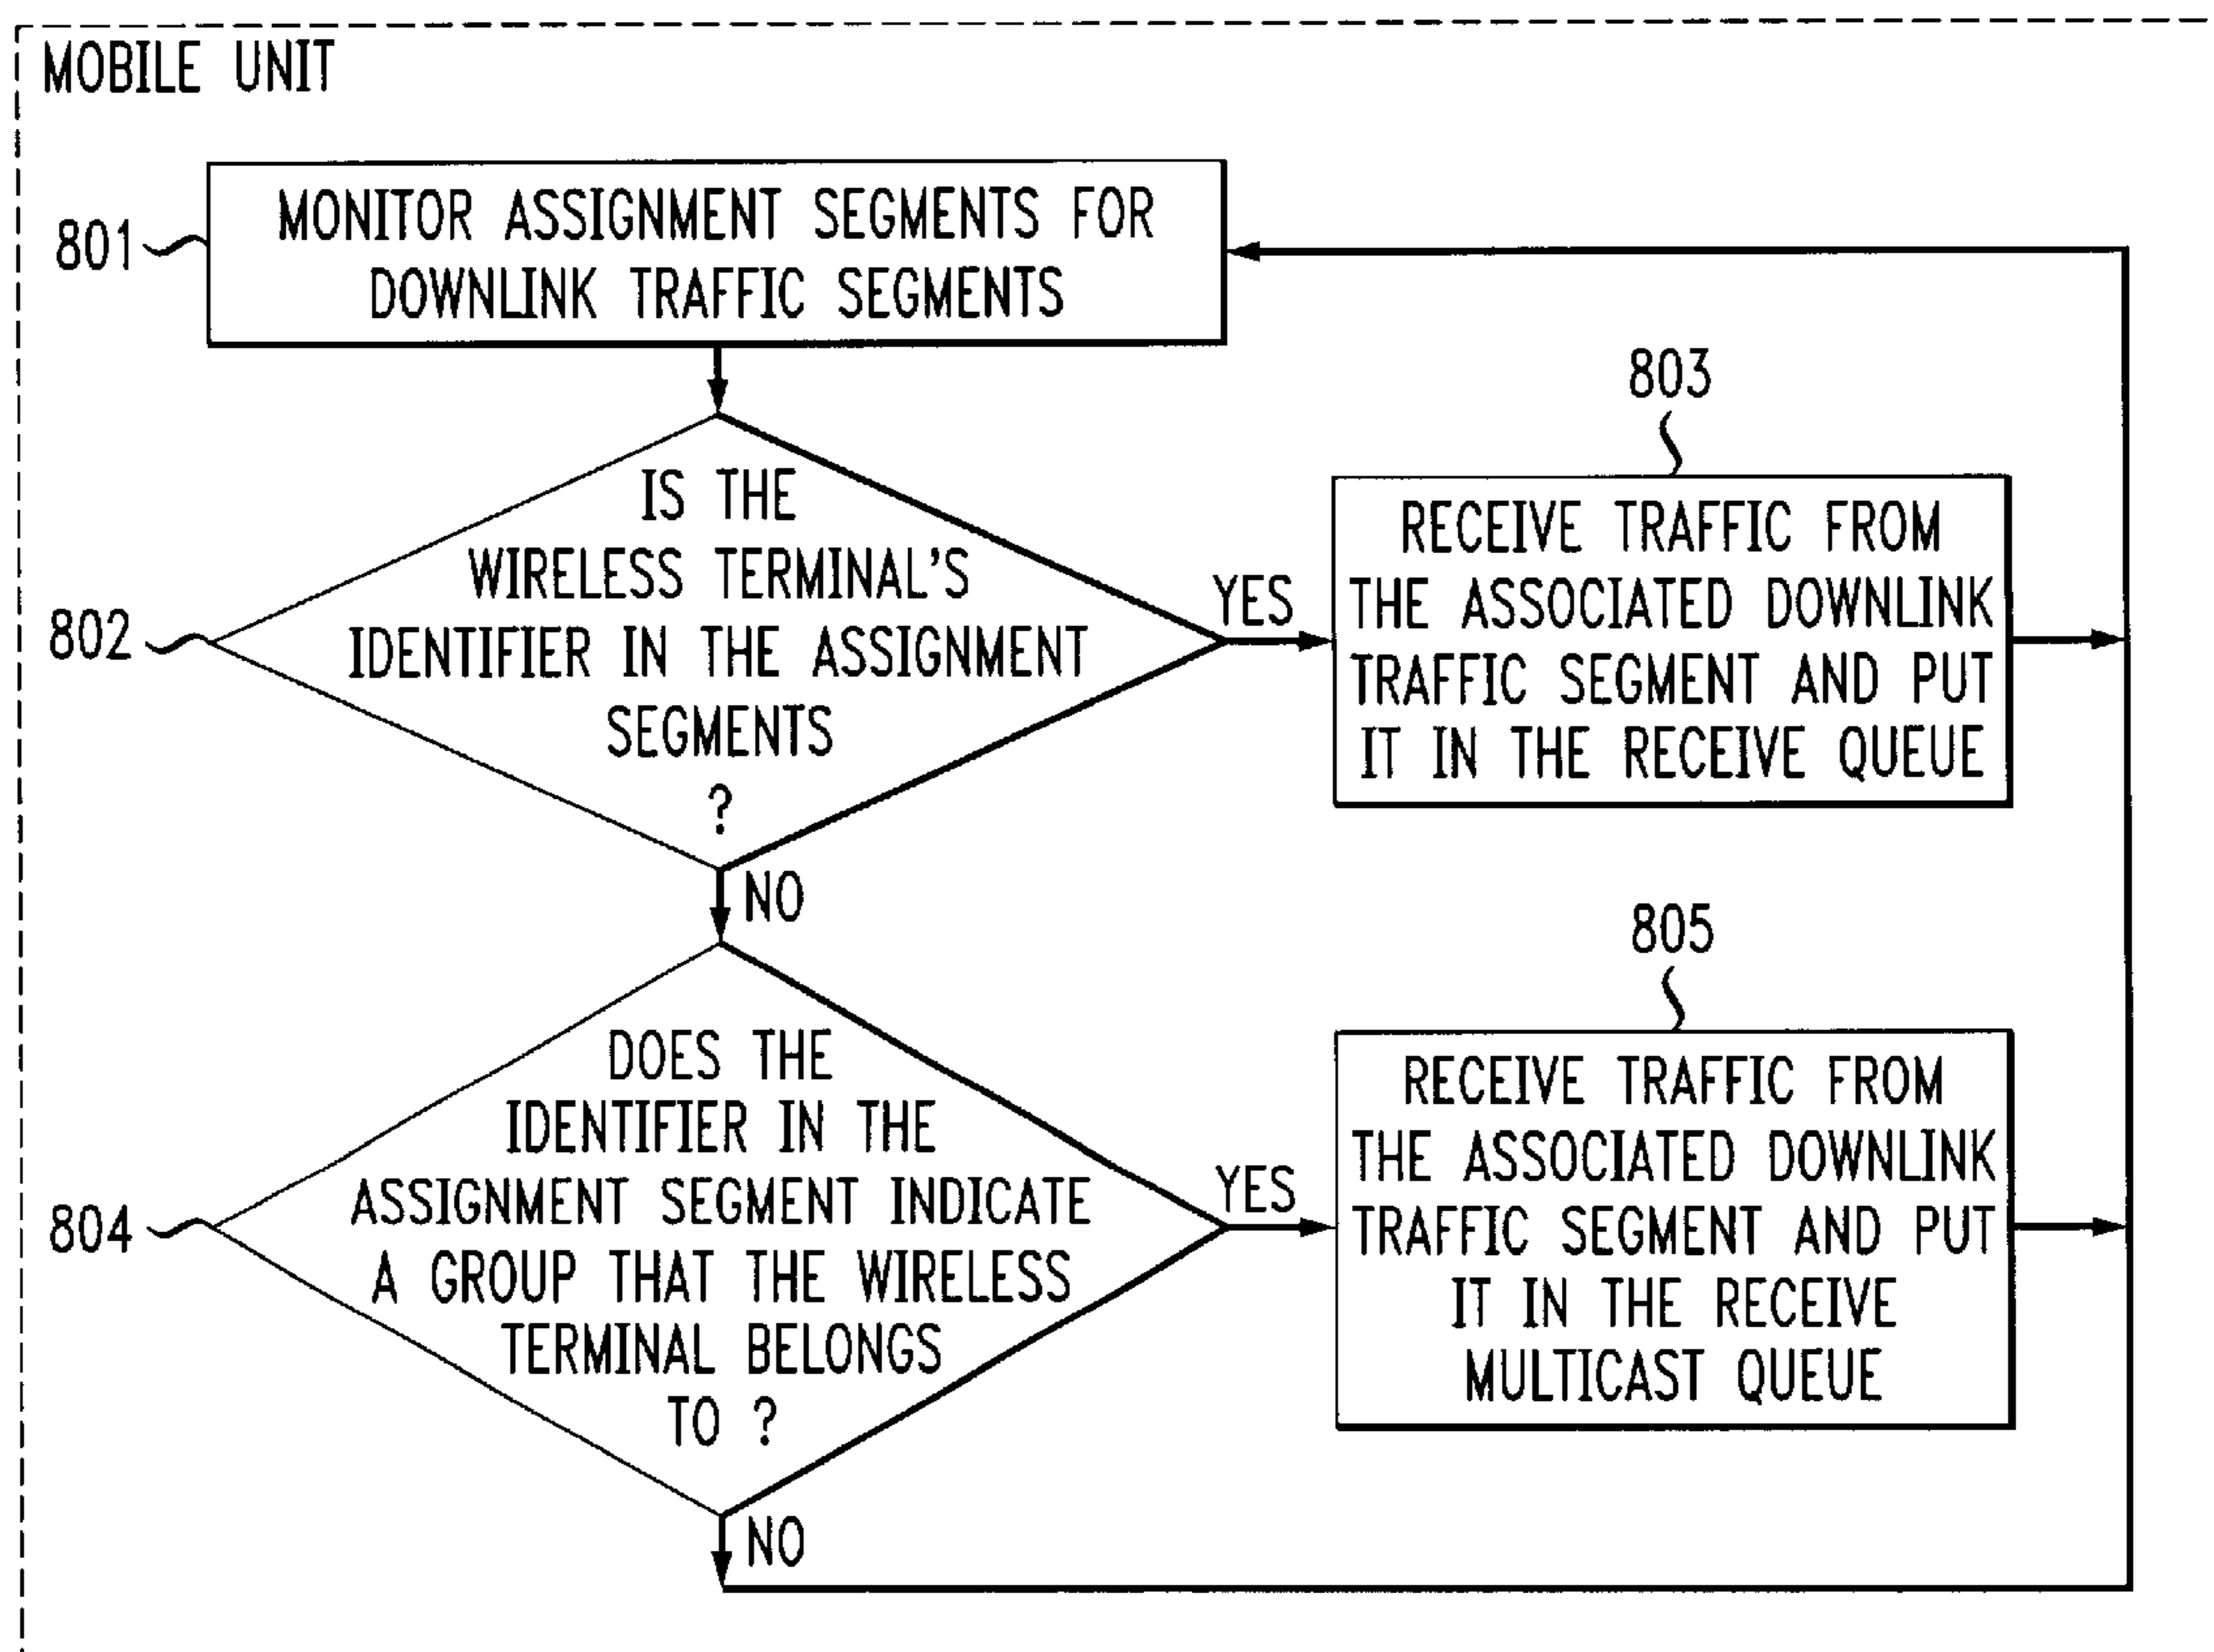 MOBILE UNIT
801
MONITOR ASSIGNMENT SEGMENTS FOR
DOWNLINK TRAFFIC SEGMENTS
802
IS THE
WIRELESS TERMINAL'S
IDENTIFIER IN THE ASSIGNMENT
SEGMENTS
?
YES
NO
803
RECEIVE TRAFFIC FROM
THE ASSOCIATED DOWNLINK
TRAFFIC SEGMENT AND PUT
IT IN THE RECEIVE QUEUE
804
DOES THE
IDENTIFIER IN THE
ASSIGNMENT SEGMENT INDICATE
A GROUP THAT THE WIRELESS
TERMINAL BELONGS
TO ?
YES
NO
805
RECEIVE TRAFFIC FROM
THE ASSOCIATED DOWNLINK
TRAFFIC SEGMENT AND PUT
IT IN THE RECEIVE
MULTICAST QUEUE